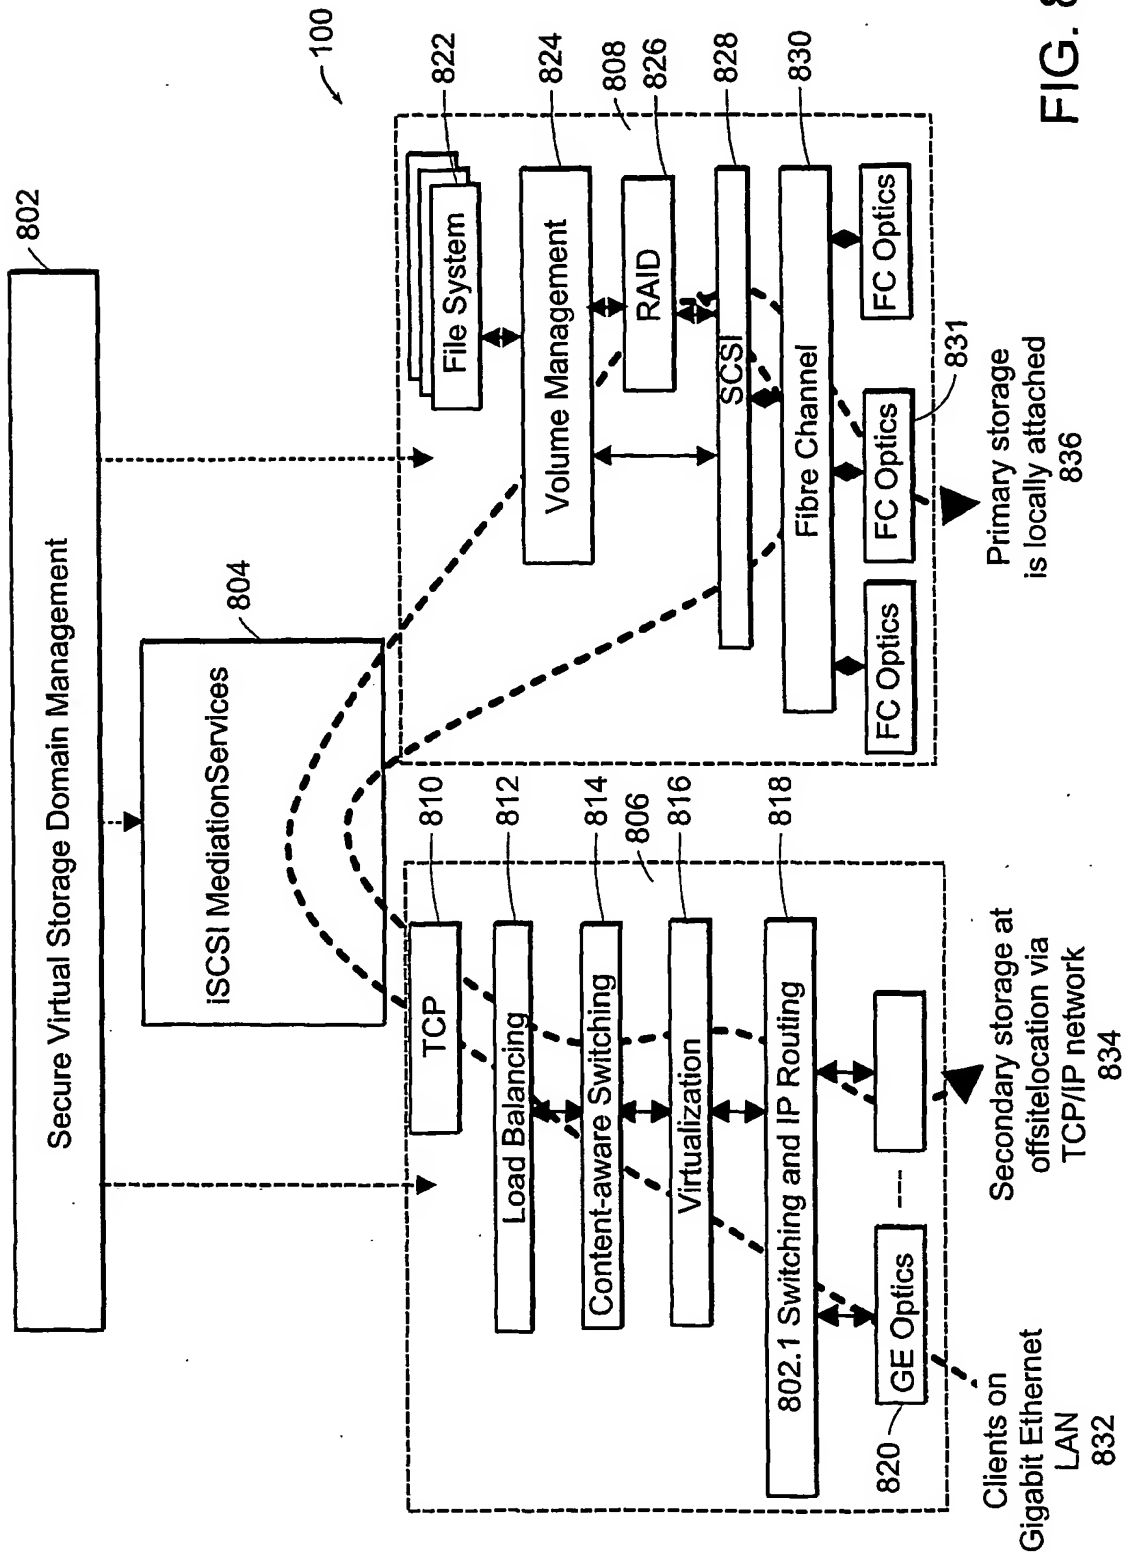 802
Secure Virtual Storage Domain Management
100
804
iSCSI MediationServices
810
TCP
812
Load Balancing
814
Content-aware Switching
806
816
Virtualization
818
802.1 Switching and IP Routing
820
GE Optics
Clients on
Gigabit Ethernet
LAN
832
Secondary storage at
offsitelocation via
TCP/IP network
834
822
File System
824
Volume Management
808
826
RAID
828
SCSI
830
Fibre Channel
FC Optics
FC Optics
FC Optics
831
Primary storage
is locally attached
836
FIG. 8